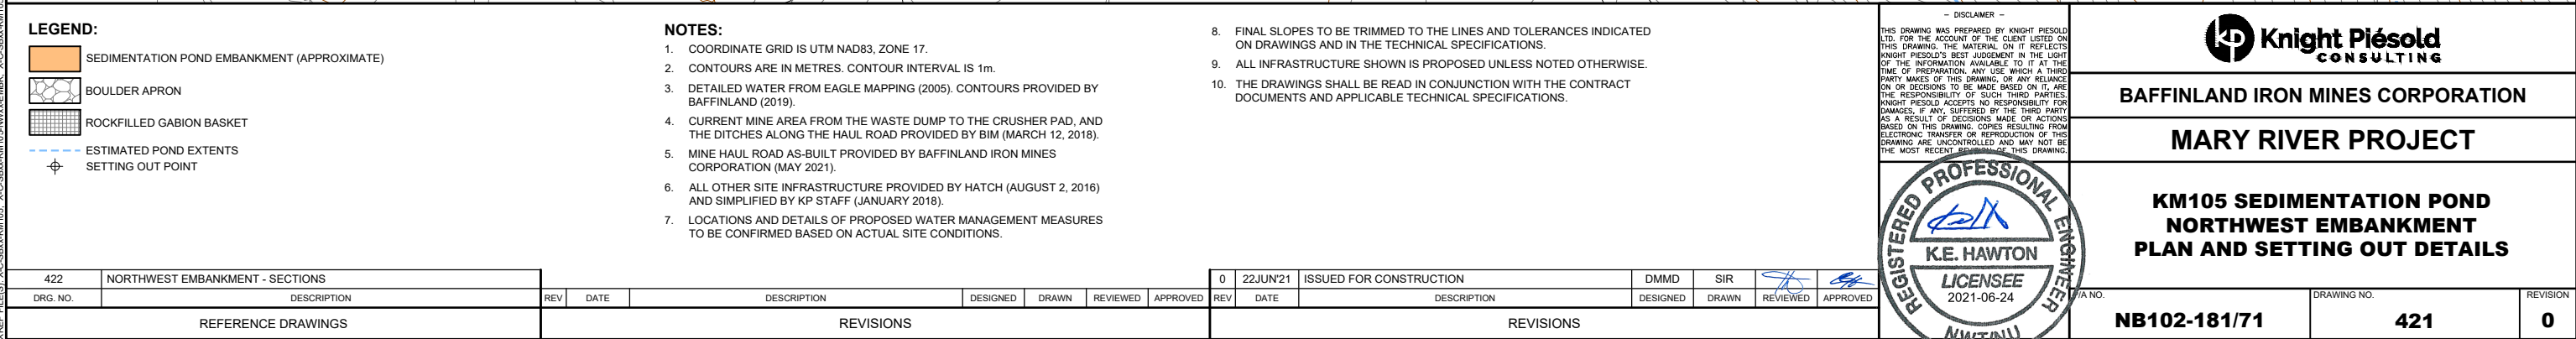 LEGEND:
SEDIMENTATION POND EMBANKMENT (APPROXIMATE)
BOULDER APRON
ROCKFILLED GABION BASKET
ESTIMATED POND EXTENTS
SETTING OUT POINT
NOTES:
1. COORDINATE GRID IS UTM NAD83, ZONE 17.
2. CONTOURS ARE IN METRES. CONTOUR INTERVAL IS 1m.
3. DETAILED WATER FROM EAGLE MAPPING (2005). CONTOURS PROVIDED BY
BAFFINLAND (2019).
4. CURRENT MINE AREA FROM THE WASTE DUMP TO THE CRUSHER PAD, AND
THE DITCHES ALONG THE HAUL ROAD PROVIDED BY BIM (MARCH 12, 2018).
5. MINE HAUL ROAD AS-BUILT PROVIDED BY BAFFINLAND IRON MINES
CORPORATION (MAY 2021).
6. ALL OTHER SITE INFRASTRUCTURE PROVIDED BY HATCH (AUGUST 2, 2016)
AND SIMPLIFIED BY KP STAFF (JANUARY 2018).
7. LOCATIONS AND DETAILS OF PROPOSED WATER MANAGEMENT MEASURES
TO BE CONFIRMED BASED ON ACTUAL SITE CONDITIONS.
8. FINAL SLOPES TO BE TRIMMED TO THE LINES AND TOLERANCES INDICATED
ON DRAWINGS AND IN THE TECHNICAL SPECIFICATIONS.
9. ALL INFRASTRUCTURE SHOWN IS PROPOSED UNLESS NOTED OTHERWISE.
10. THE DRAWINGS SHALL BE READ IN CONJUNCTION WITH THE CONTRACT
DOCUMENTS AND APPLICABLE TECHNICAL SPECIFICATIONS.
422 NORTHWEST EMBANKMENT - SECTIONS
DRG. NO. DESCRIPTION
REFERENCE DRAWINGS
REV DATE DESCRIPTION DESIGNED DRAWN REVIEWED APPROVED
REVISIONS
0 22JUN'21 ISSUED FOR CONSTRUCTION DMMD SIR
REV DATE DESCRIPTION DESIGNED DRAWN REVIEWED APPROVED
REVISIONS
- DISCLAIMER -
THIS DRAWING WAS PREPARED BY KNIGHT PIESOLD
LTD. FOR THE ACCOUNT OF THE CLIENT LISTED ON
THIS DRAWING. THE MATERIAL ON IT REFLECTS
KNIGHT PIESOLD'S BEST JUDGEMENT IN THE LIGHT
OF THE INFORMATION AVAILABLE TO IT AT THE
TIME OF PREPARATION. ANY USE WHICH A THIRD
PARTY MAKES OF THIS DRAWING, OR ANY RELIANCE
ON OR DECISIONS TO BE MADE BASED ON IT, ARE
THE RESPONSIBILITY OF SUCH THIRD PARTIES.
KNIGHT PIESOLD ACCEPTS NO RESPONSIBILITY FOR
DAMAGES, IF ANY, SUFFERED BY THE THIRD PARTY
AS A RESULT OF DECISIONS MADE OR ACTIONS
BASED ON THIS DRAWING. COPIES RESULTING FROM
ELECTRONIC TRANSFER OR REPRODUCTION OF THIS
DRAWING ARE UNCONTROLLED AND MAY NOT BE
THE MOST RECENT OF THIS DRAWING.
REGISTERED PROFESSIONAL ENGINEER
K.E. HAWTON
LICENSEE
2021-06-24
NWT/NU
kp Knight Piésold
CONSULTING
BAFFINLAND IRON MINES CORPORATION
MARY RIVER PROJECT
KM105 SEDIMENTATION POND
NORTHWEST EMBANKMENT
PLAN AND SETTING OUT DETAILS
P/A NO. DRAWING NO. REVISION
NB102-181/71 421 0